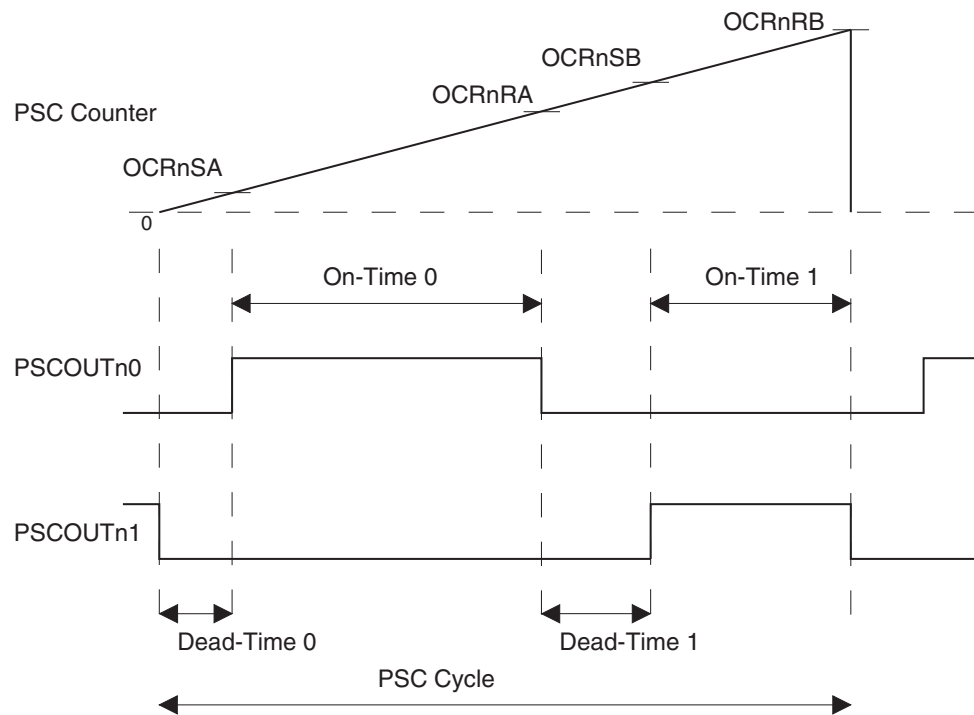 OCRnRB
OCRnSB
OCRnRA
PSC Counter
OCRnSA
0
On-Time 0
On-Time 1
PSCOUTn0
PSCOUTn1
Dead-Time 0
Dead-Time 1
PSC Cycle